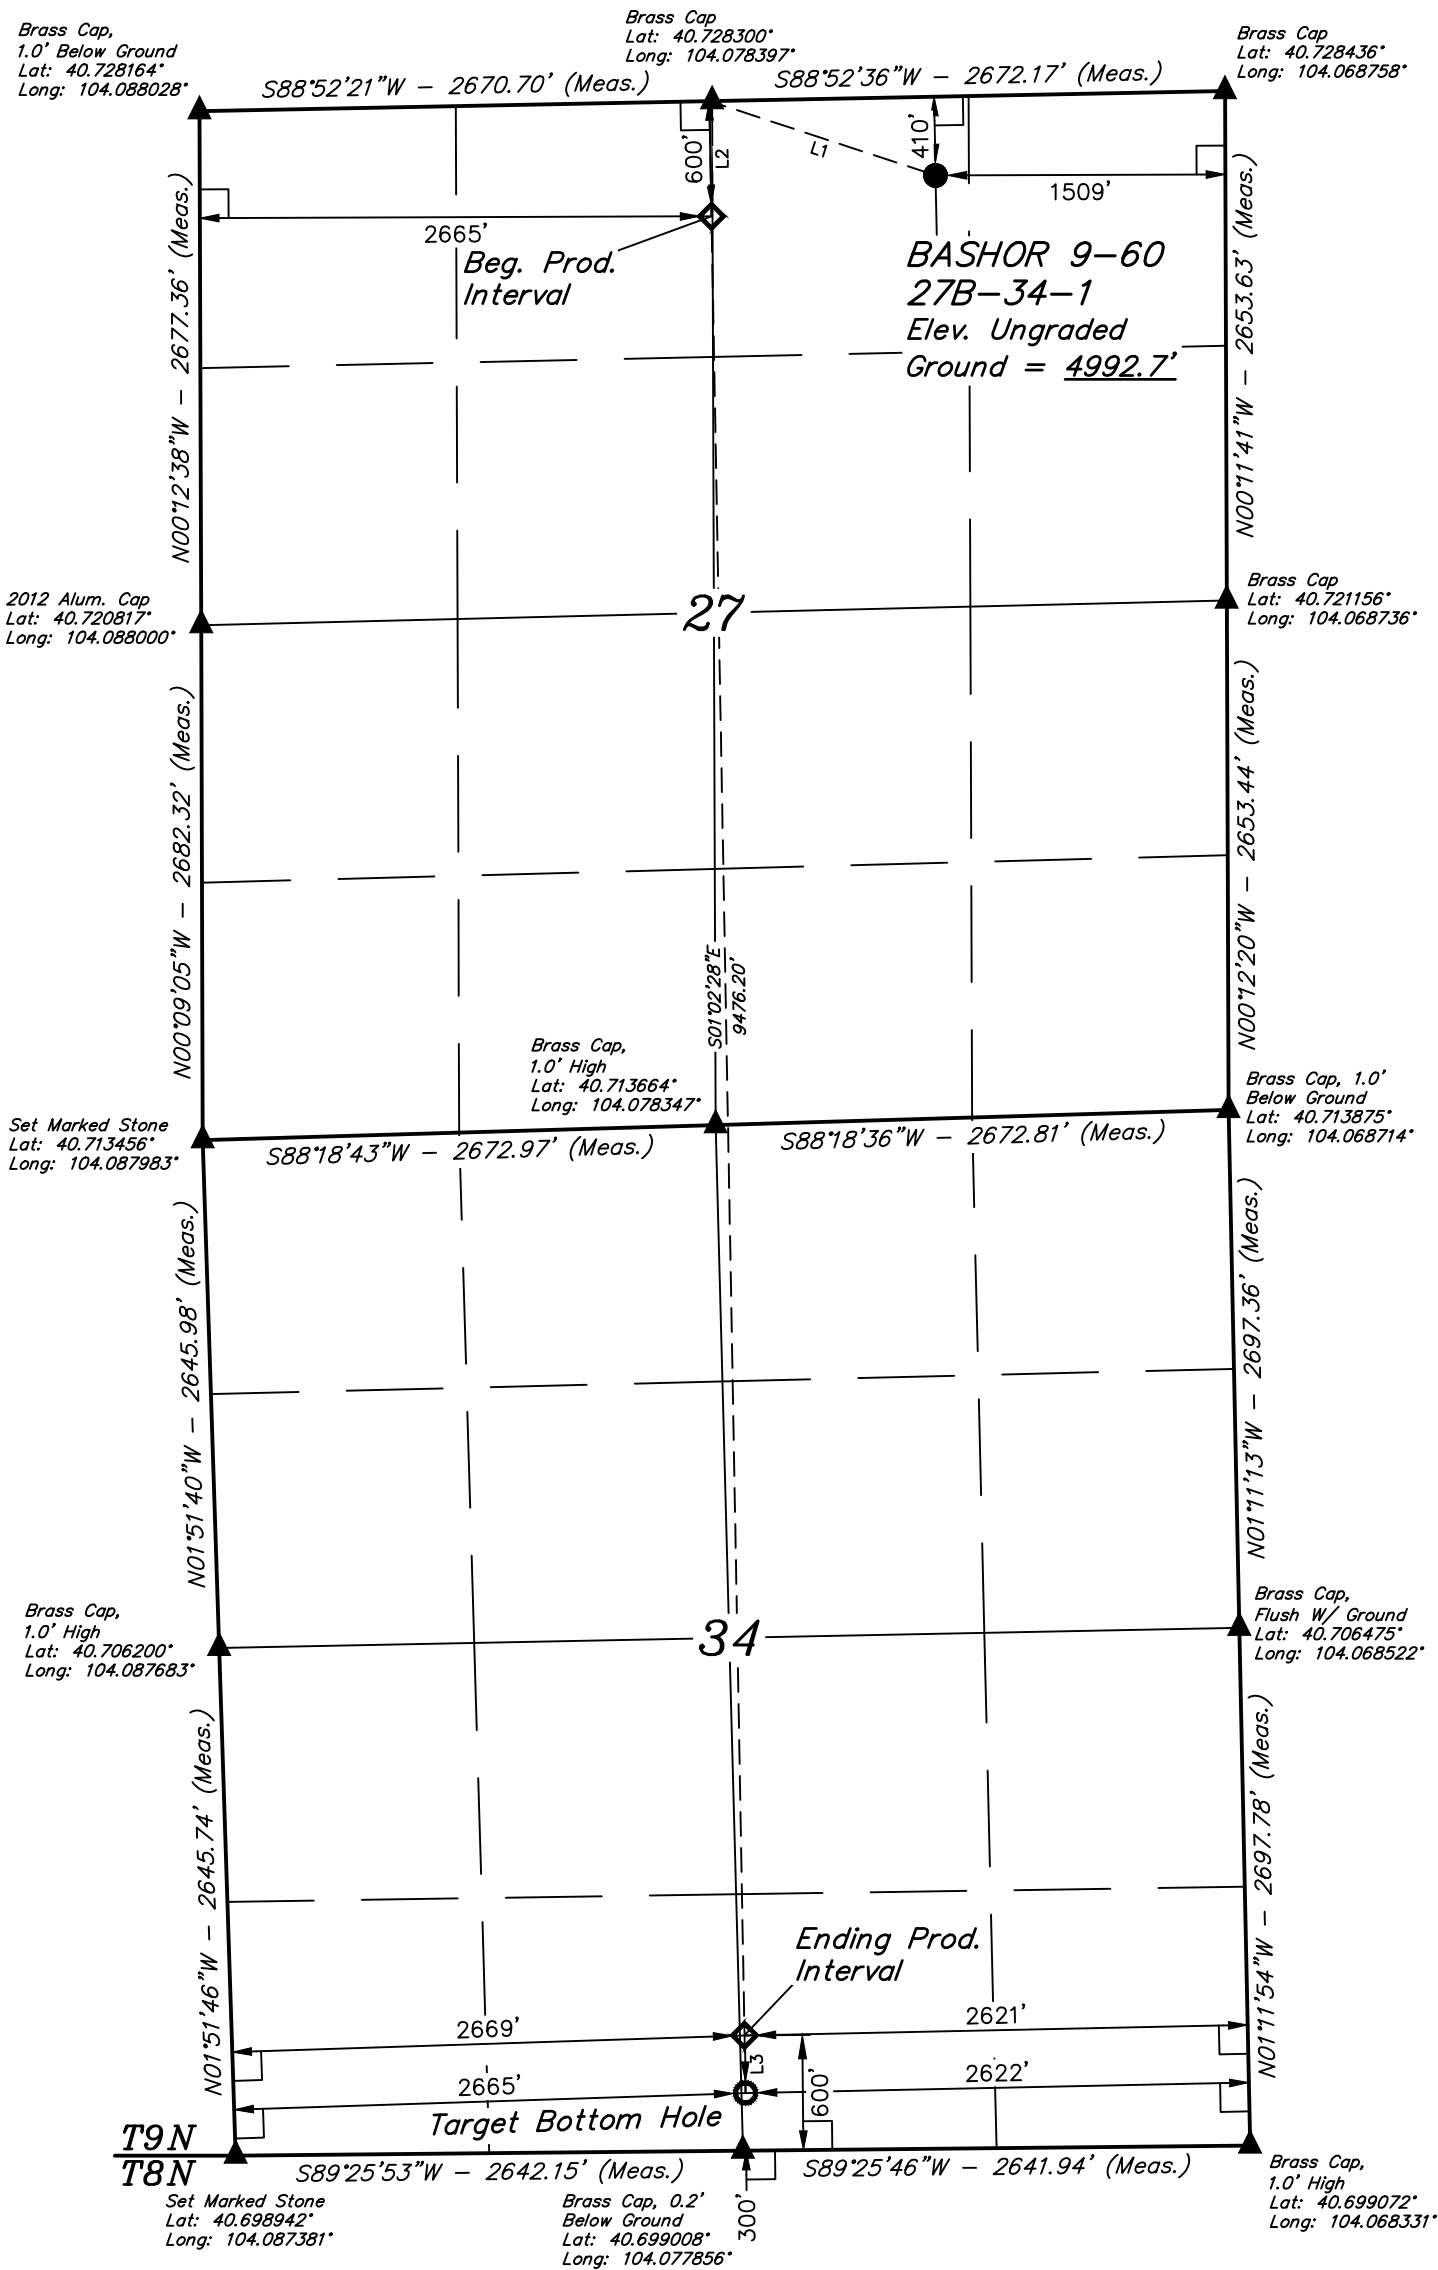 Brass Cap,
1.0' Below Ground
Lat: 40.728164°
Long: 104.088028°
Brass Cap
Lat: 40.728300°
Long: 104.078397°
Brass Cap
Lat: 40.728436°
Long: 104.068758°
S88°52'21"W - 2670.70' (Meas.)
S88°52'36"W - 2672.17' (Meas.)
600'
L2
L1
410'
1509'
2665'
Beg. Prod.
Interval
BASHOR 9-60
27B-34-1
Elev. Ungraded
Ground = 4992.7'
N00°12'38"W - 2677.36' (Meas.)
N00°11'41"W - 2653.63' (Meas.)
2012 Alum. Cap
Lat: 40.720817°
Long: 104.088000°
27
Brass Cap
Lat: 40.721156°
Long: 104.068736°
N00°09'05"W - 2682.32' (Meas.)
S01°02'28"E
9476.20'
N00°12'20"W - 2653.44' (Meas.)
Brass Cap,
1.0' High
Lat: 40.713664°
Long: 104.078347°
Set Marked Stone
Lat: 40.713456°
Long: 104.087983°
Brass Cap, 1.0'
Below Ground
Lat: 40.713875°
Long: 104.068714°
S88°18'43"W - 2672.97' (Meas.)
S88°18'36"W - 2672.81' (Meas.)
N01°51'40"W - 2645.98' (Meas.)
N01°11'13"W - 2697.36' (Meas.)
Brass Cap,
1.0' High
Lat: 40.706200°
Long: 104.087683°
34
Brass Cap,
Flush W/ Ground
Lat: 40.706475°
Long: 104.068522°
N01°51'46"W - 2645.74' (Meas.)
N01°11'54"W - 2697.78' (Meas.)
Ending Prod.
Interval
2669'
2621'
L3
2665'
2622'
600'
Target Bottom Hole
T9N
T8N
S89°25'53"W - 2642.15' (Meas.)
S89°25'46"W - 2641.94' (Meas.)
300'
Set Marked Stone
Lat: 40.698942°
Long: 104.087381°
Brass Cap, 0.2'
Below Ground
Lat: 40.699008°
Long: 104.077856°
Brass Cap,
1.0' High
Lat: 40.699072°
Long: 104.068331°